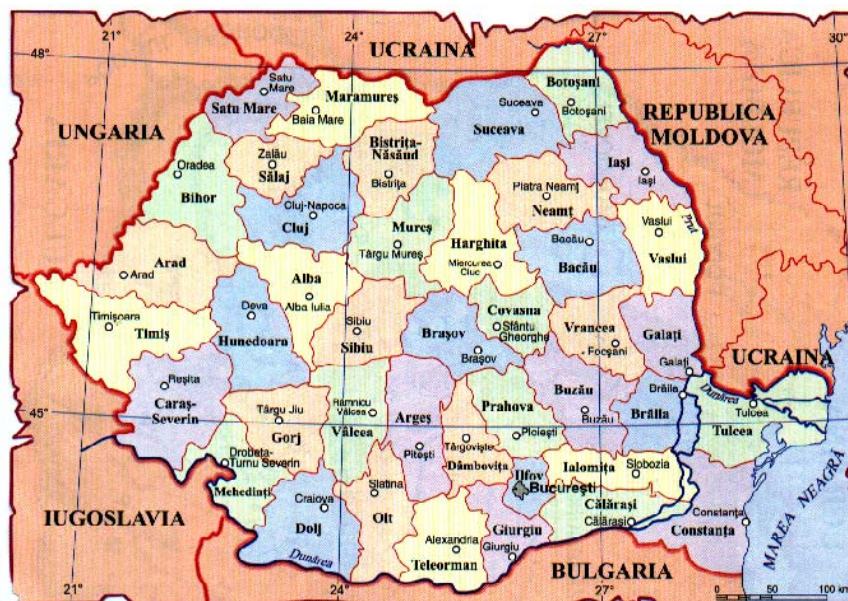 21°
24°
27°
30°
48°
UCRAINA
UNGARIA
REPUBLICA
MOLDOVA
Satu
Mare
Satu Mare
Maramureș
Baia Mare
Botoșani
Botoșani
Suceava
Suceava
Oradea
Bihor
Zalău
Sălaj
Bistrița-
Năsăud
Bistrița
Iași
Iași
Cluj-Napoca
Cluj
Piatra Neamț
Neamț
Mureș
Târgu Mureș
Harghita
Miercurea
Ciuc
Bacău
Bacău
Vaslui
Vaslui
Prut
Arad
Arad
Alba
Alba Iulia
Timișoara
Timiș
Deva
Hunedoara
Sibiu
Sibiu
Brașov
Brașov
Covasna
Sfântu
Gheorghe
Vrancea
Focșani
Galați
Galați
UCRAINA
Reșița
Caraș-
Severin
45°
Târgu Jiu
Gorj
Râmnicu
Vâlcea
Vâlcea
Argeș
Pitești
Prahova
Ploiești
Buzău
Buzău
Brăila
Brăila
Dunărea
Tulcea
Tulcea
45°
Târgoviște
Dâmbovița
Drobeta-
Turnu Severin
Mehedinți
Ilfov
București
Ialomița
Slobozia
Craiova
Dolj
Slatina
Olt
Călărași
Călărași
Constanța
Constanța
IUGOSLAVIA
Dunărea
Alexandria
Teleorman
Giurgiu
Giurgiu
MAREA NEAGRĂ
BULGARIA
21°
24°
27°
0
50
100 km